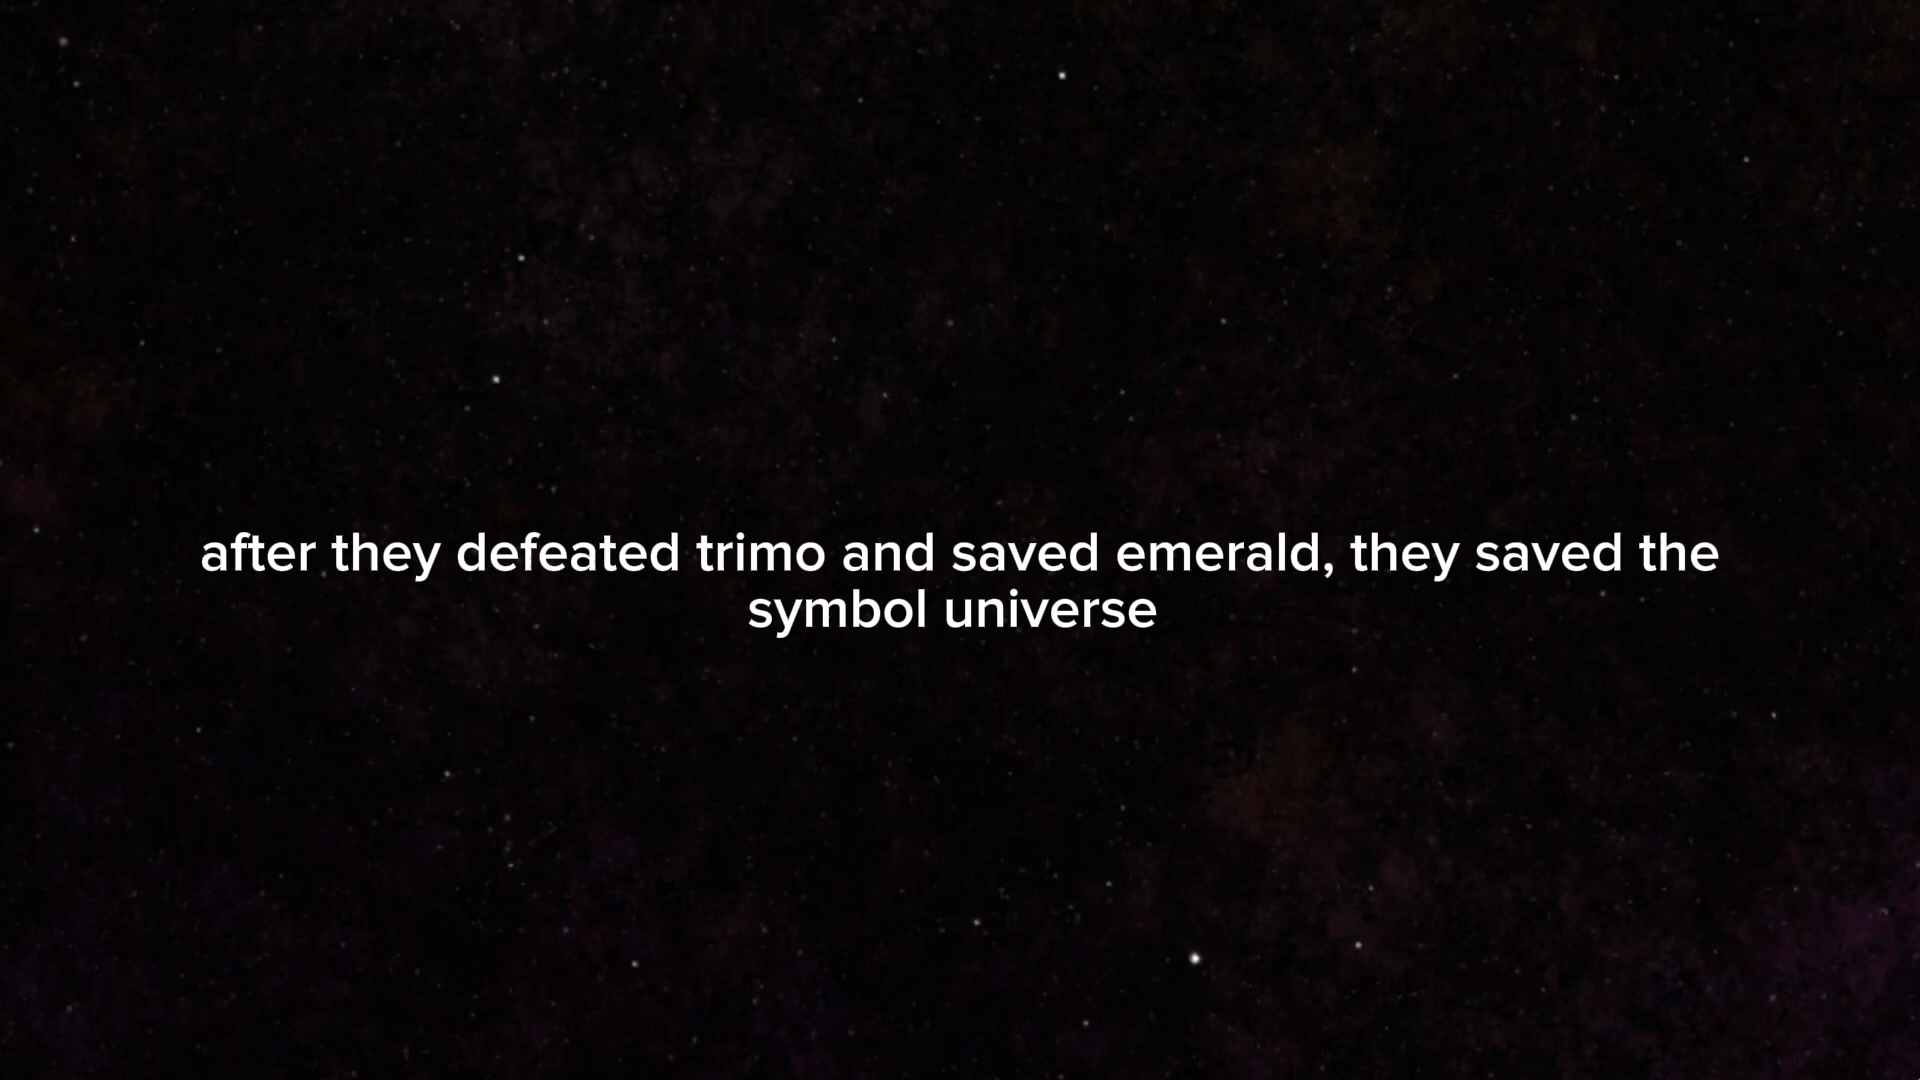 after they defeated trimo and saved emerald, they saved the
symbol universe